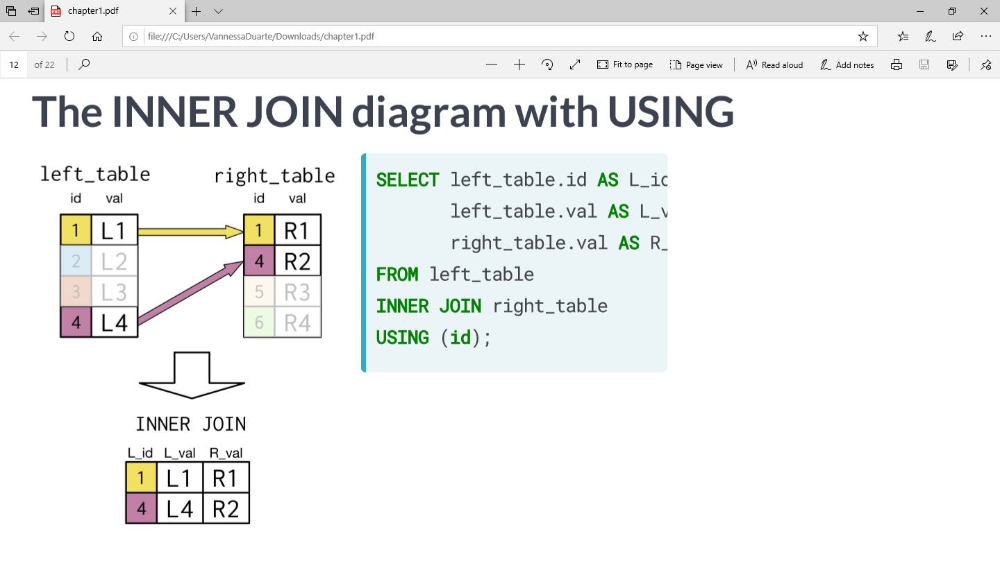 chapter1.pdf
file:///C:/Users/VannessaDuarte/Downloads/chapter1.pdf
12 of 22
Fit to page
Page view
Read aloud
Add notes
The INNER JOIN diagram with USING
left_table
id val
1 L1
2 L2
3 L3
4 L4
right_table
id val
1 R1
4 R2
5 R3
6 R4
INNER JOIN
L_id L_val R_val
1 L1 R1
4 L4 R2
SELECT left_table.id AS L_id
left_table.val AS L_v
right_table.val AS R_
FROM left_table
INNER JOIN right_table
USING (id);